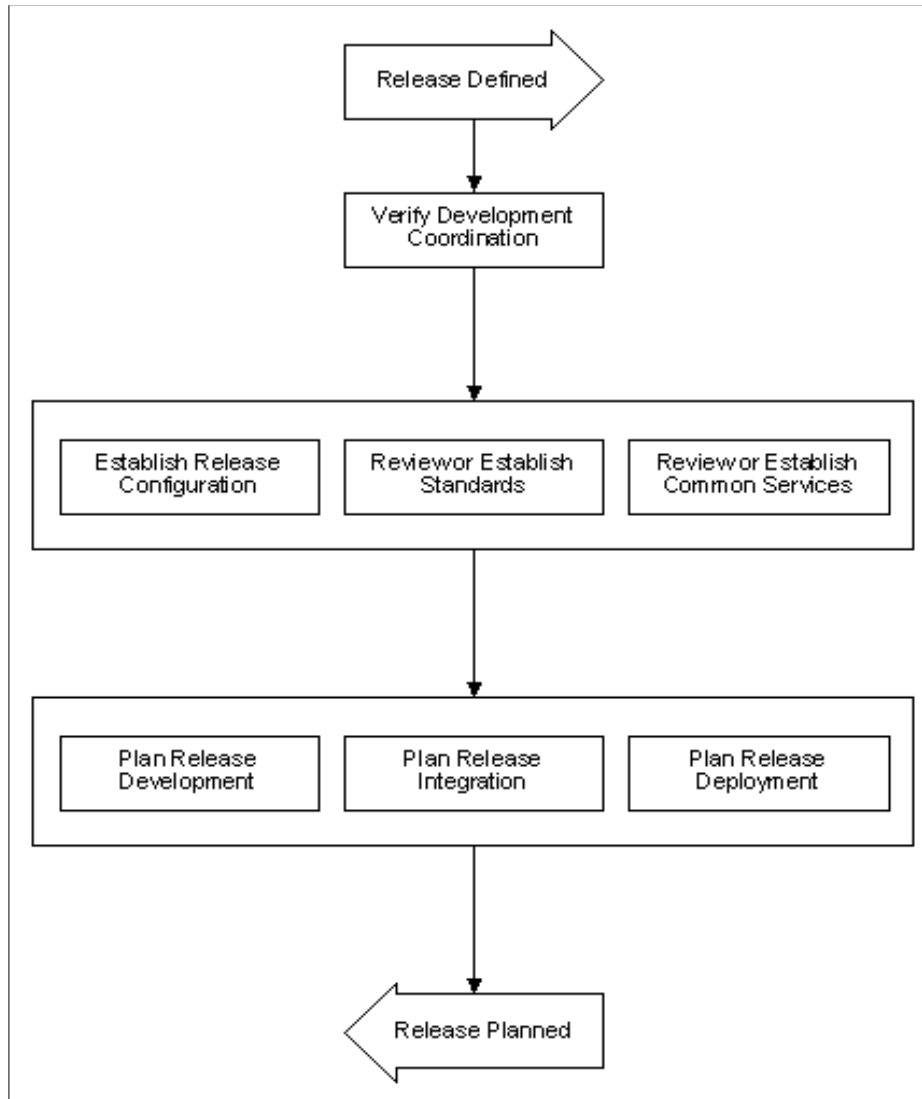 Release Defined
Verify Development
Coordination
Establish Release
Configuration
Reviewor Establish
Standards
Reviewor Establish
Common Services
Plan Release
Development
Plan Release
Integration
Plan Release
Deployment
Release Planned